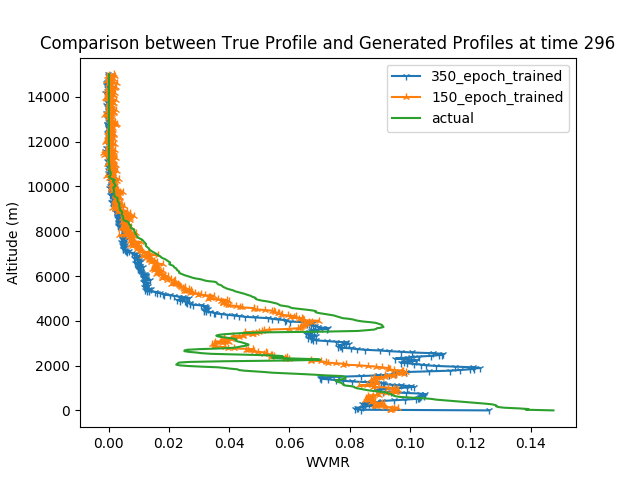 Comparison between True Profile and Generated Profiles at time 296
350_epoch_trained
150_epoch_trained
actual
Altitude (m)
14000
12000
10000
8000
6000
4000
2000
0
0.00 0.02 0.04 0.06 0.08 0.10 0.12 0.14
WVMR